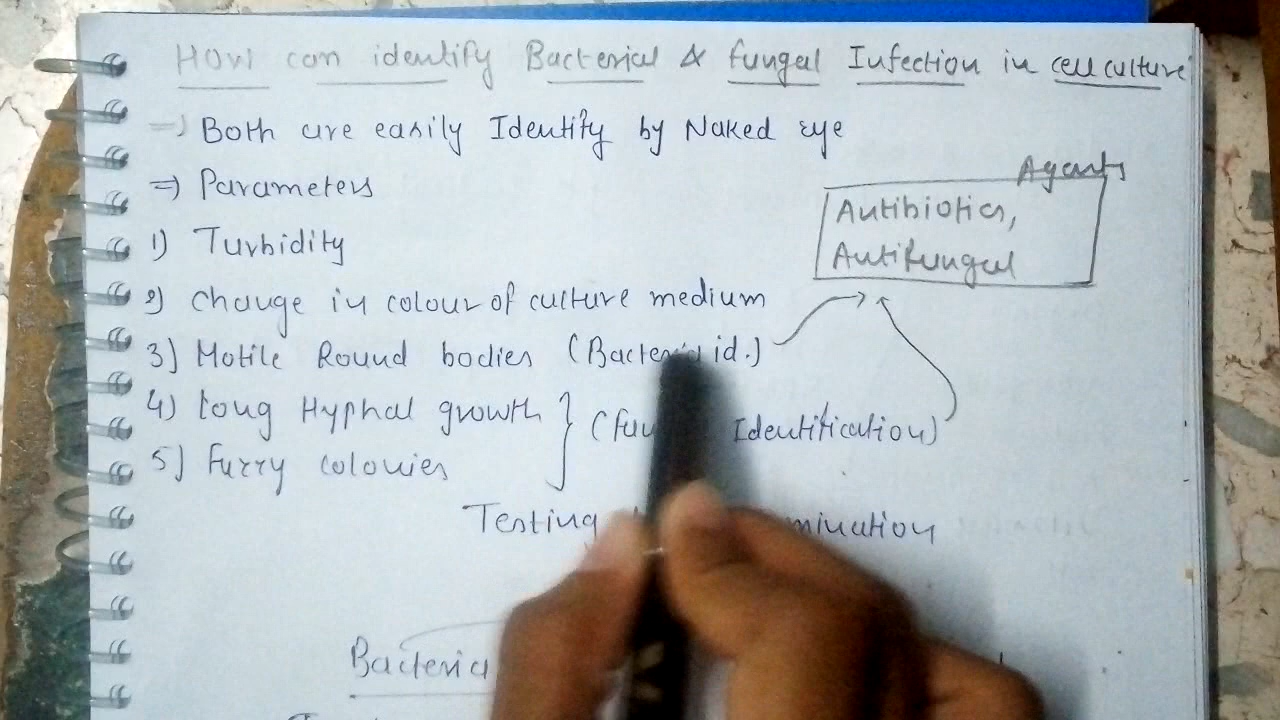 How can identify Bacterial & fungal Infection in cell culture
=) Both are easily Identify by Naked eye
=) Parameters
Agents
Antibiotics,
Antifungal
1) Turbidity
2) Change in colour of culture medium
3) Motile Round bodies (Bacteria id.)
4) Long Hyphal growth } Identification)
5) Furry colonies
Testing
Bacteria